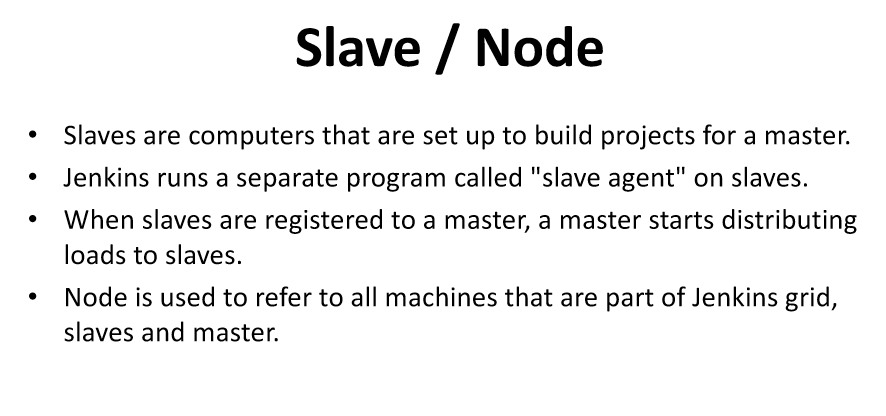 Slave / Node
• Slaves are computers that are set up to build projects for a master.
• Jenkins runs a separate program called "slave agent" on slaves.
• When slaves are registered to a master, a master starts distributing
loads to slaves.
• Node is used to refer to all machines that are part of Jenkins grid,
slaves and master.